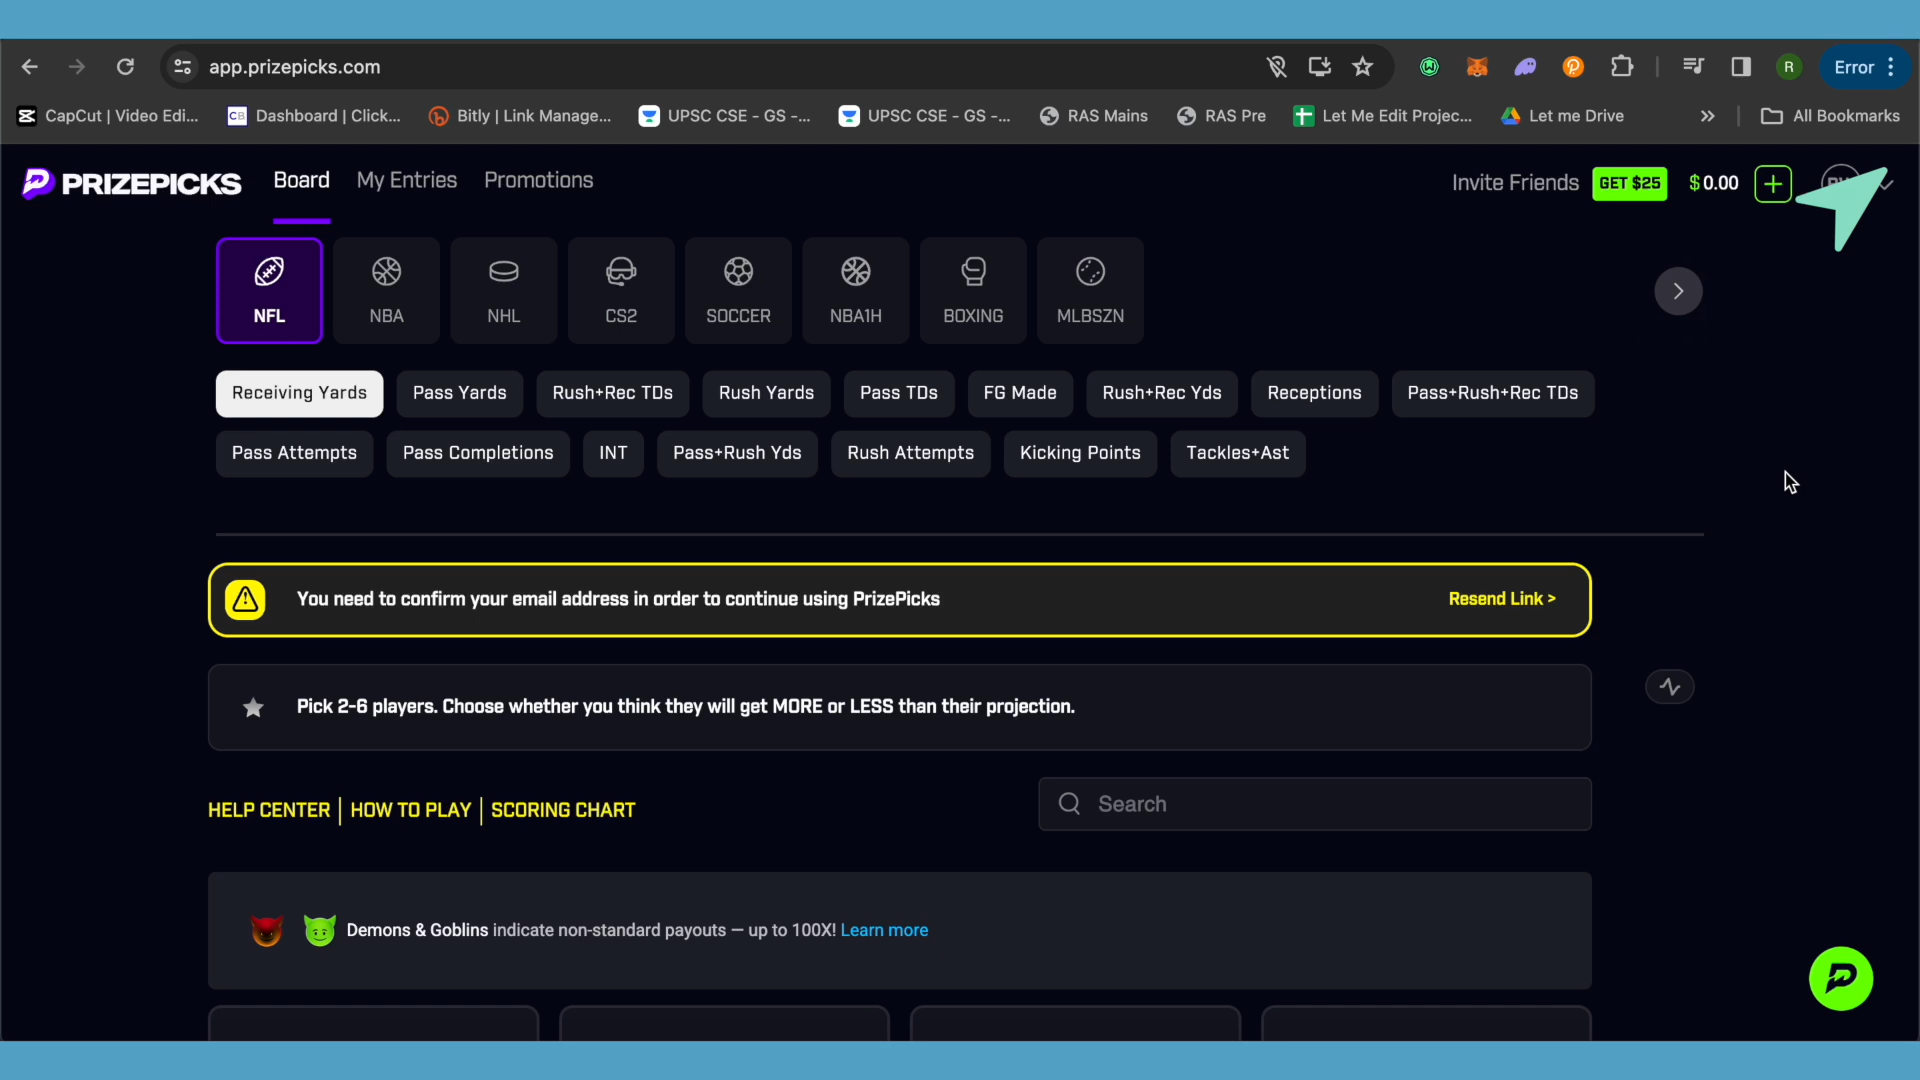 app.prizepicks.com
R
Error
CapCut | Video Edi...
CB
Dashboard | Click...
Bitly | Link Manage...
UPSC CSE - GS -...
UPSC CSE - GS -...
RAS Mains
RAS Pre
Let Me Edit Projec...
Let me Drive
All Bookmarks
PRIZEPICKS
Board
My Entries
Promotions
Invite Friends
GET $25
$0.00
NFL
NBA
NHL
CS2
SOCCER
NBA1H
BOXING
MLBSZN
Receiving Yards
Pass Yards
Rush+Rec TDs
Rush Yards
Pass TDs
FG Made
Rush+Rec Yds
Receptions
Pass+Rush+Rec TDs
Pass Attempts
Pass Completions
INT
Pass+Rush Yds
Rush Attempts
Kicking Points
Tackles+Ast
You need to confirm your email address in order to continue using PrizePicks
Resend Link >
Pick 2-6 players. Choose whether you think they will get MORE or LESS than their projection.
HELP CENTER | HOW TO PLAY | SCORING CHART
Search
Demons & Goblins indicate non-standard payouts — up to 100X! Learn more